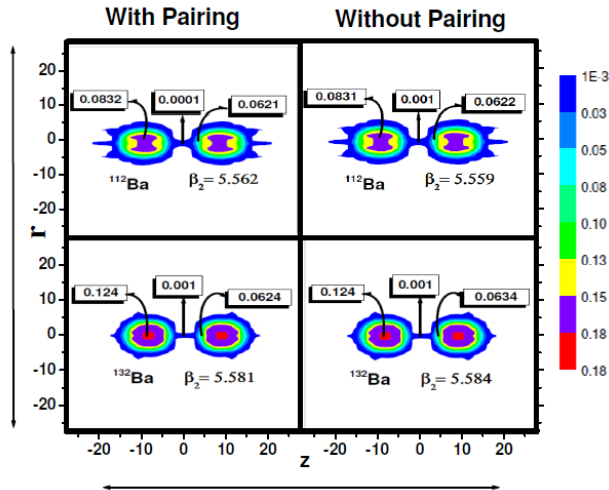 With Pairing
Without Pairing
20
10
0
-10
-20
0.0832
0.0001
0.0621
¹¹²Ba
β₂= 5.562
0.0831
0.001
0.0622
¹¹²Ba
β₂= 5.559
r
20
10
0
-10
-20
0.124
0.001
0.0624
¹³²Ba
β₂= 5.581
0.124
0.001
0.0634
¹³²Ba
β₂= 5.584
-20 -10 0 10 20
-20 -10 0 10 20
z
1E-3
0.03
0.05
0.08
0.10
0.13
0.15
0.18
0.18